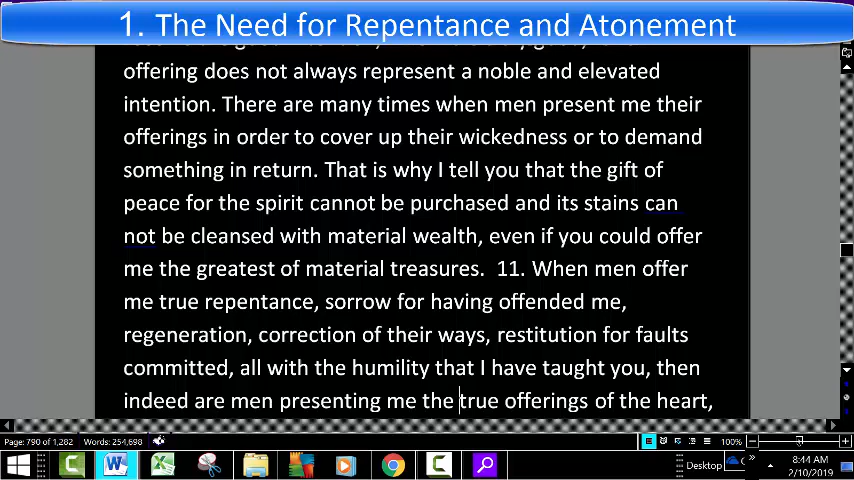 1. The Need for Repentance and Atonement
offering does not always represent a noble and elevated
intention. There are many times when men present me their
offerings in order to cover up their wickedness or to demand
something in return. That is why I tell you that the gift of
peace for the spirit cannot be purchased and its stains can
not be cleansed with material wealth, even if you could offer
me the greatest of material treasures.  11. When men offer
me true repentance, sorrow for having offended me,
regeneration, correction of their ways, restitution for faults
committed, all with the humility that I have taught you, then
indeed are men presenting me the true offerings of the heart,
Page: 790 of 1,282 Words: 254,698 100%
Desktop » 8:44 AM
2/10/2019